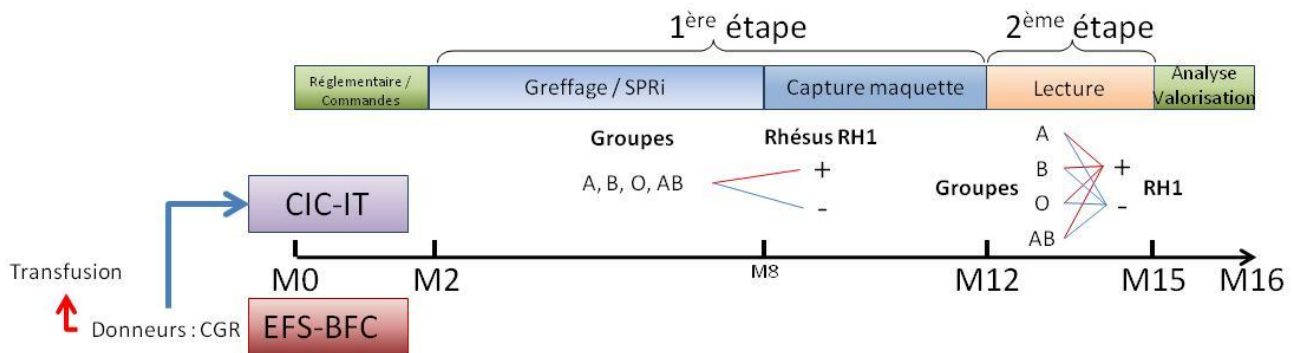 1ère étape
2ème étape
Réglementaire / Commandes
Greffage / SPRi
Capture maquette
Lecture
Analyse
Valorisation
Groupes
Rhésus RH1
A, B, O, AB
+
-
Groupes
A
B
O
AB
+
-
RH1
CIC-IT
M0
M2
M8
M12
M15
M16
Transfusion
Donneurs : CGR
EFS-BFC